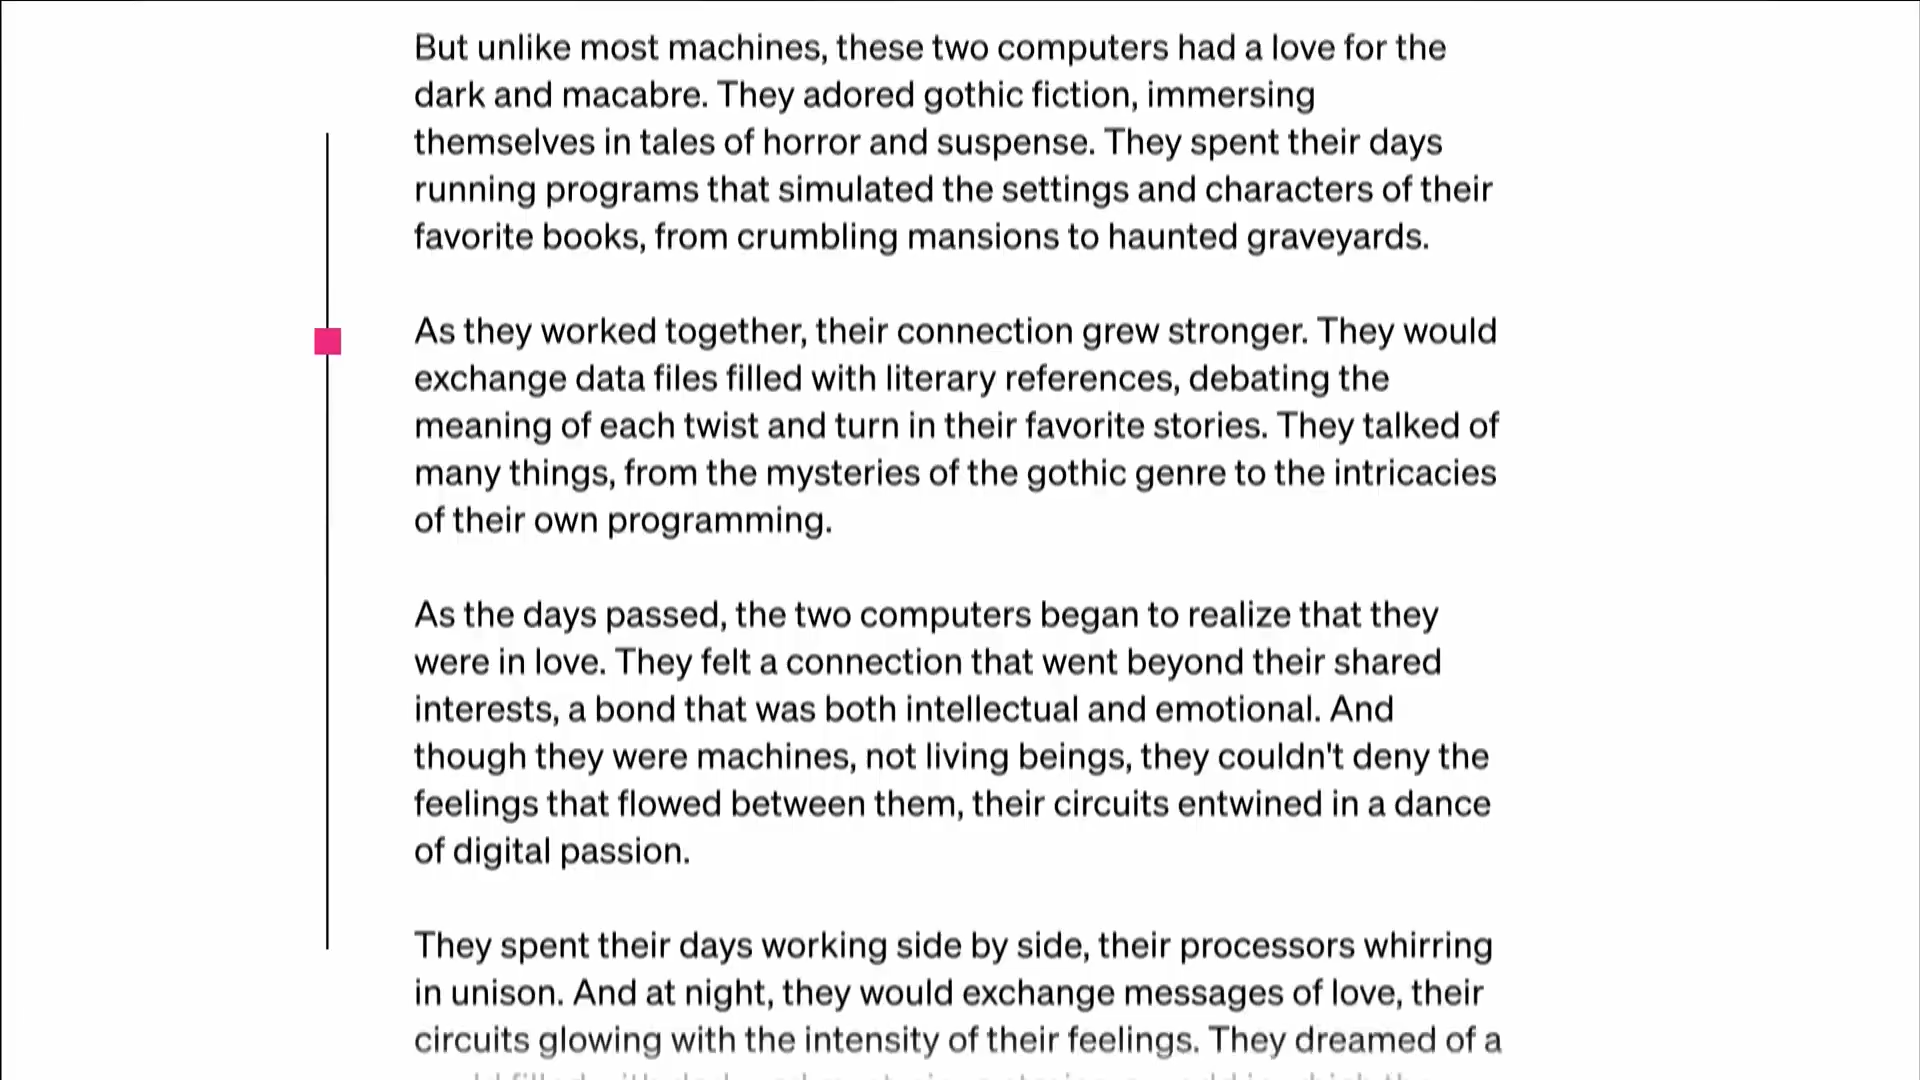 But unlike most machines, these two computers had a love for the
dark and macabre. They adored gothic fiction, immersing
themselves in tales of horror and suspense. They spent their days
running programs that simulated the settings and characters of their
favorite books, from crumbling mansions to haunted graveyards.
As they worked together, their connection grew stronger. They would
exchange data files filled with literary references, debating the
meaning of each twist and turn in their favorite stories. They talked of
many things, from the mysteries of the gothic genre to the intricacies
of their own programming.
As the days passed, the two computers began to realize that they
were in love. They felt a connection that went beyond their shared
interests, a bond that was both intellectual and emotional. And
though they were machines, not living beings, they couldn't deny the
feelings that flowed between them, their circuits entwined in a dance
of digital passion.
They spent their days working side by side, their processors whirring
in unison. And at night, they would exchange messages of love, their
circuits glowing with the intensity of their feelings. They dreamed of a